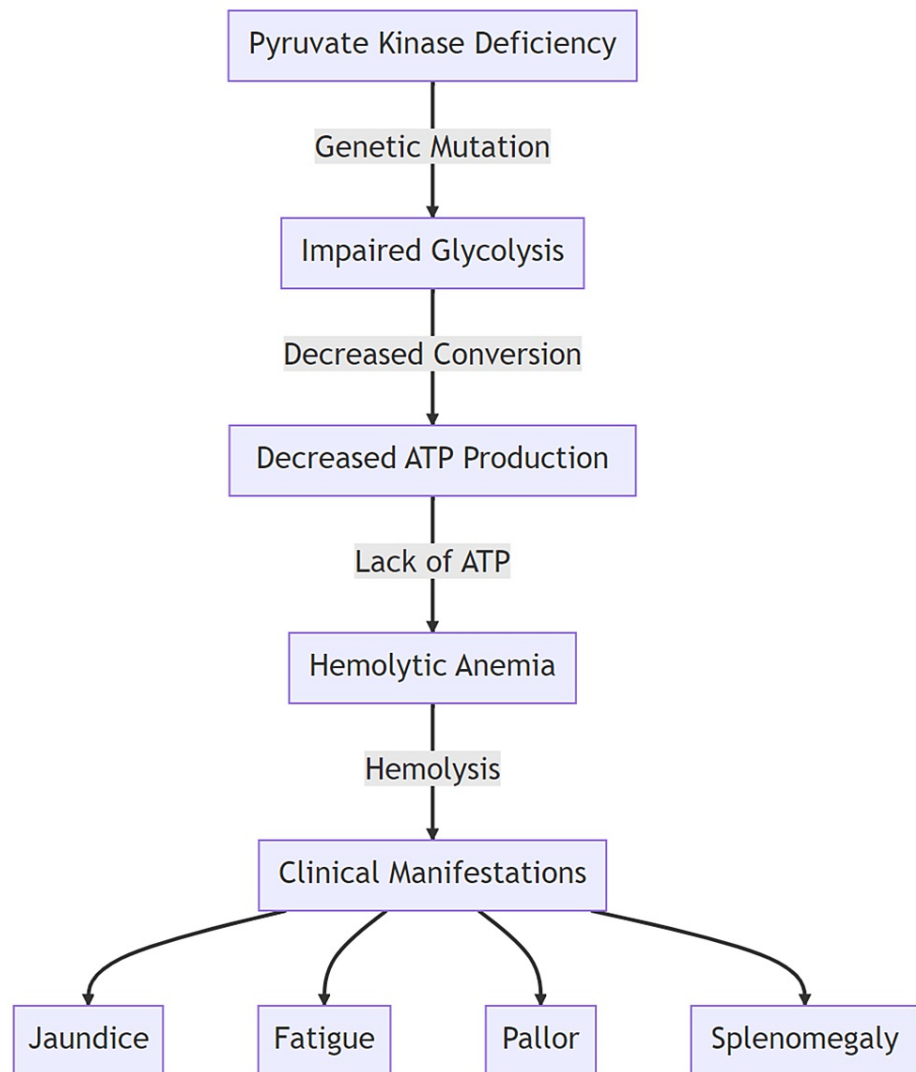 Pyruvate Kinase Deficiency
Genetic Mutation
Impaired Glycolysis
Decreased Conversion
Decreased ATP Production
Lack of ATP
Hemolytic Anemia
Hemolysis
Clinical Manifestations
Jaundice
Fatigue
Pallor
Splenomegaly